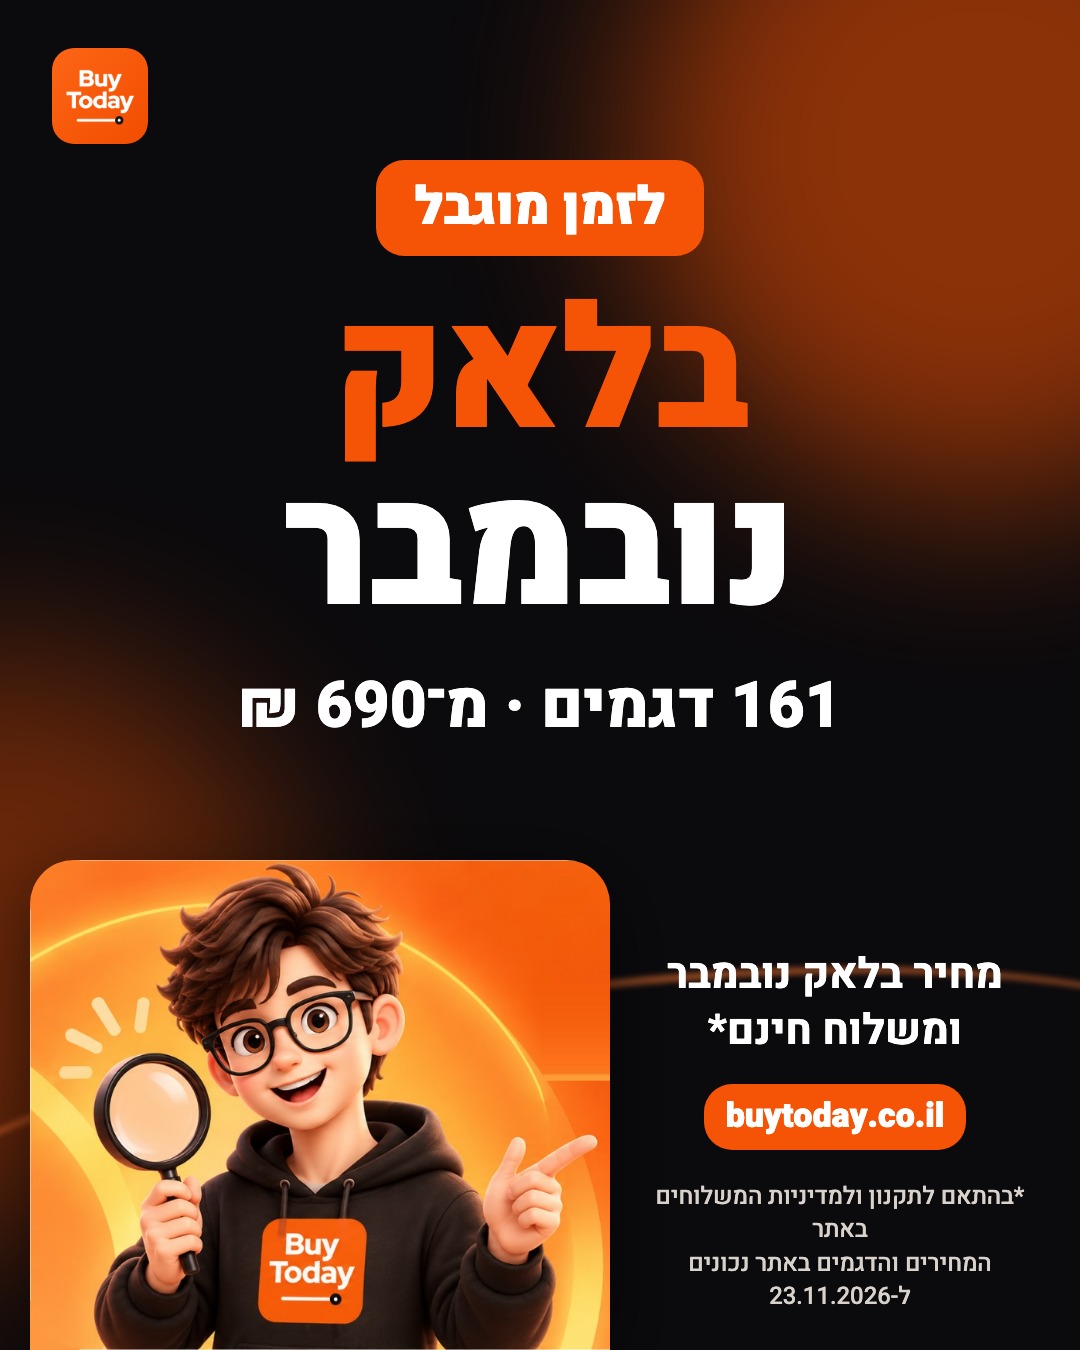 Buy
Today
לזמן מוגבל
בלאק
נובמבר
161 דגמים · מ־690 ₪
מחיר בלאק נובמבר
ומשלוח חינם*
buytoday.co.il
*בהתאם לתקנון ולמדיניות המשלוחים
באתר
המחירים והדגמים באתר נכונים
ל-23.11.2026
Buy
Today